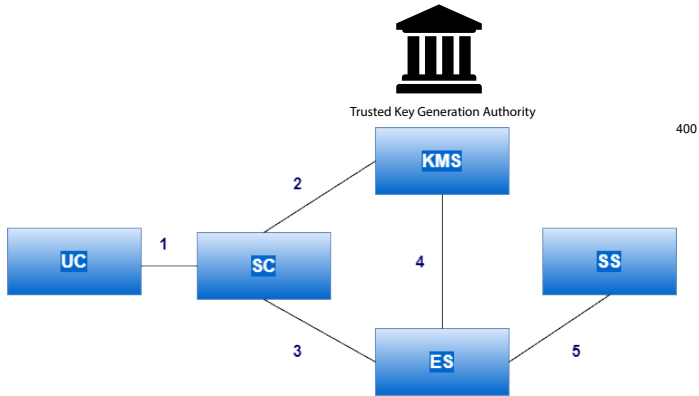 Trusted Key Generation Authority
400
KMS
2
1
UC
SC
4
SS
3
ES
5